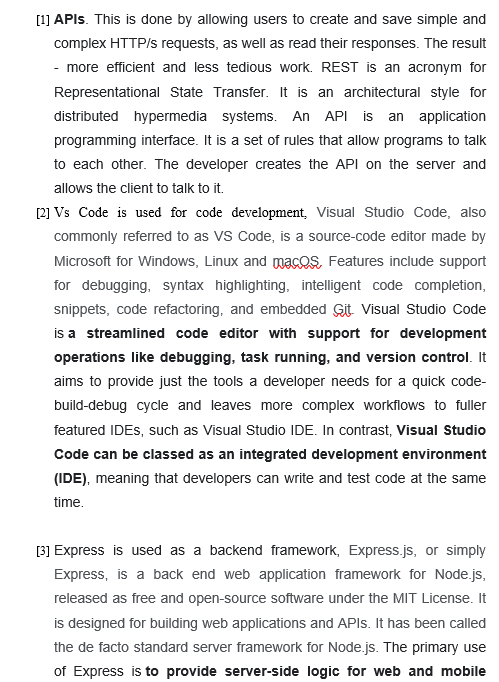 [1] APIs. This is done by allowing users to create and save simple and
complex HTTP/s requests, as well as read their responses. The result
- more efficient and less tedious work. REST is an acronym for
Representational State Transfer. It is an architectural style for
distributed hypermedia systems. An API is an application
programming interface. It is a set of rules that allow programs to talk
to each other. The developer creates the API on the server and
allows the client to talk to it.
[2] Vs Code is used for code development, Visual Studio Code, also
commonly referred to as VS Code, is a source-code editor made by
Microsoft for Windows, Linux and macOS. Features include support
for debugging, syntax highlighting, intelligent code completion,
snippets, code refactoring, and embedded Git. Visual Studio Code
is a streamlined code editor with support for development
operations like debugging, task running, and version control. It
aims to provide just the tools a developer needs for a quick code-
build-debug cycle and leaves more complex workflows to fuller
featured IDEs, such as Visual Studio IDE. In contrast, Visual Studio
Code can be classed as an integrated development environment
(IDE), meaning that developers can write and test code at the same
time.
[3] Express is used as a backend framework, Express.js, or simply
Express, is a back end web application framework for Node.js,
released as free and open-source software under the MIT License. It
is designed for building web applications and APIs. It has been called
the de facto standard server framework for Node.js. The primary use
of Express is to provide server-side logic for web and mobile